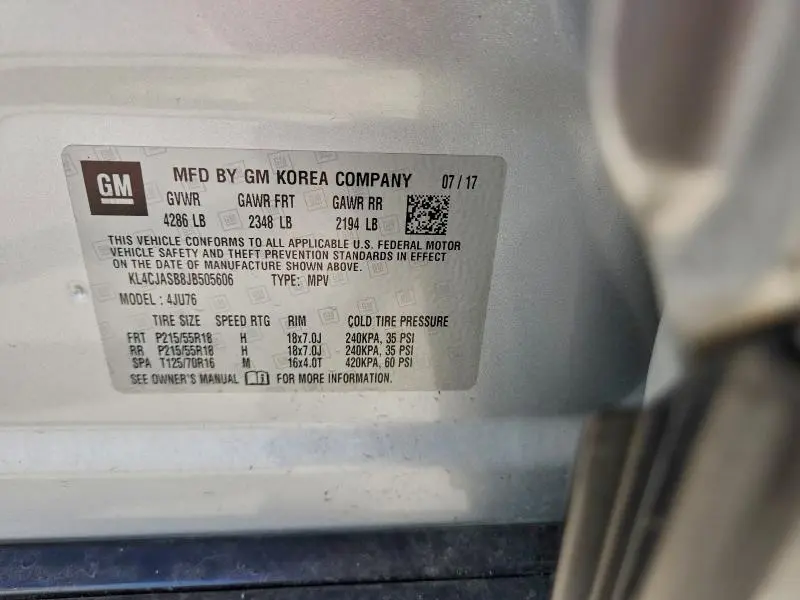 GM
MFD BY GM KOREA COMPANY 07 / 17
GVWR GAWR FRT GAWR RR
4286 LB 2348 LB 2194 LB
THIS VEHICLE CONFORMS TO ALL APPLICABLE U.S. FEDERAL MOTOR
VEHICLE SAFETY AND THEFT PREVENTION STANDARDS IN EFFECT
ON THE DATE OF MANUFACTURE SHOWN ABOVE.
KL4CJASB8JB505606 TYPE: MPV
MODEL : 4JU76
TIRE SIZE SPEED RTG RIM COLD TIRE PRESSURE
FRT P215/55R18 H 18x7.0J 240KPA, 35 PSI
RR P215/55R18 H 18x7.0J 240KPA, 35 PSI
SPA T125/70R16 M 16x4.0T 420KPA, 60 PSI
SEE OWNER'S MANUAL FOR MORE INFORMATION.